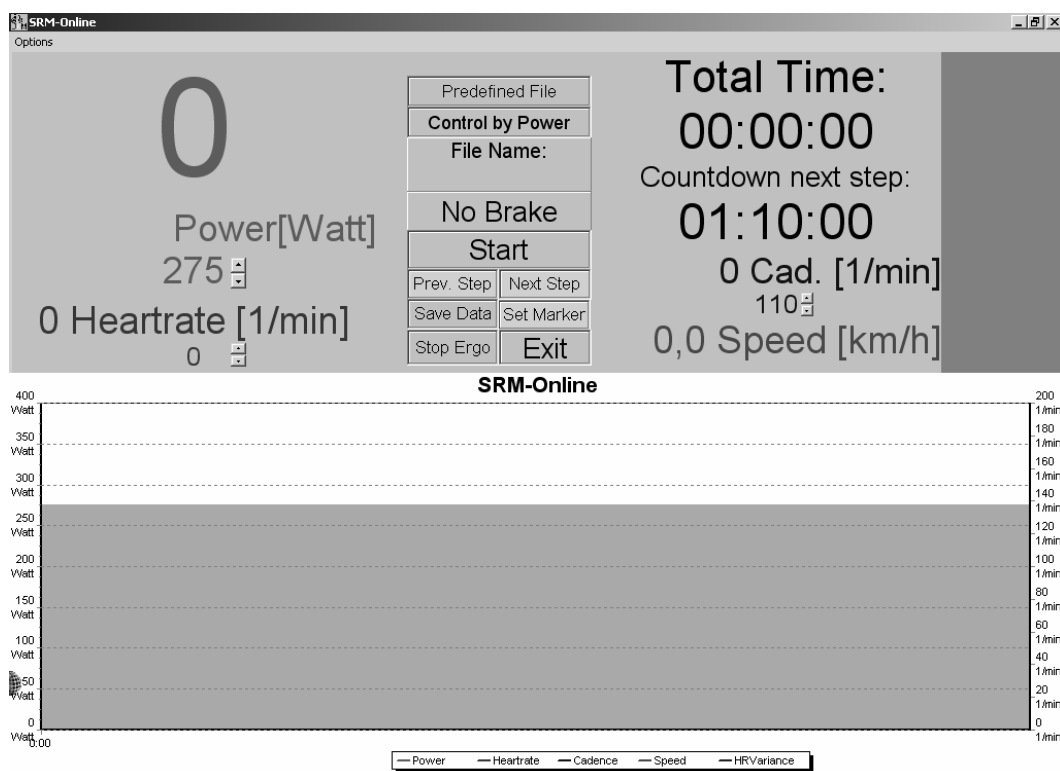 SRM-Online
Options
0
Power[Watt]
275
0 Heartrate [1/min]
0
Predefined File
Control by Power
File Name:
No Brake
Start
Prev. Step Next Step
Save Data Set Marker
Stop Ergo Exit
Total Time:
00:00:00
Countdown next step:
01:10:00
0 Cad. [1/min]
110
0,0 Speed [km/h]
SRM-Online
400
Watt
350
Watt
300
Watt
250
Watt
200
Watt
150
Watt
100
Watt
50
Watt
0
Watt
0:00
200
1/min
180
1/min
160
1/min
140
1/min
120
1/min
100
1/min
80
1/min
60
1/min
40
1/min
20
1/min
0
1/min
Power Heartrate Cadence Speed HRVariance